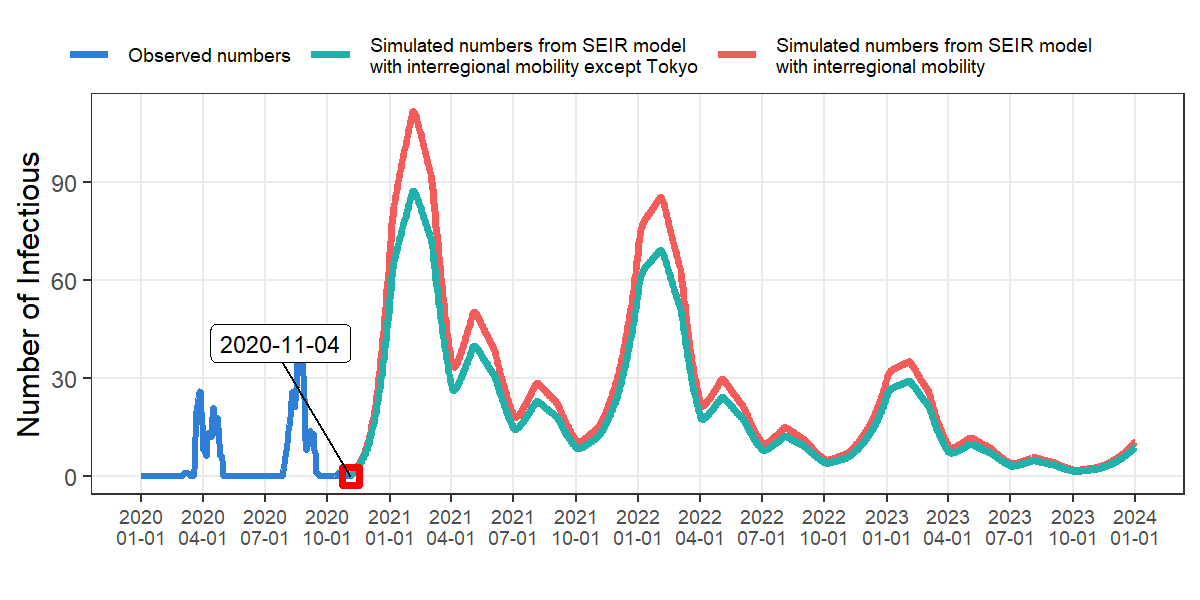 Observed numbers
Simulated numbers from SEIR model
with interregional mobility except Tokyo
Simulated numbers from SEIR model
with interregional mobility
Number of Infectious
90
60
30
0
2020-11-04
2020 2020 2020 2020 2021 2021 2021 2021 2022 2022 2022 2022 2023 2023 2023 2023 2024
01-01 04-01 07-01 10-01 01-01 04-01 07-01 10-01 01-01 04-01 07-01 10-01 01-01 04-01 07-01 10-01 01-01